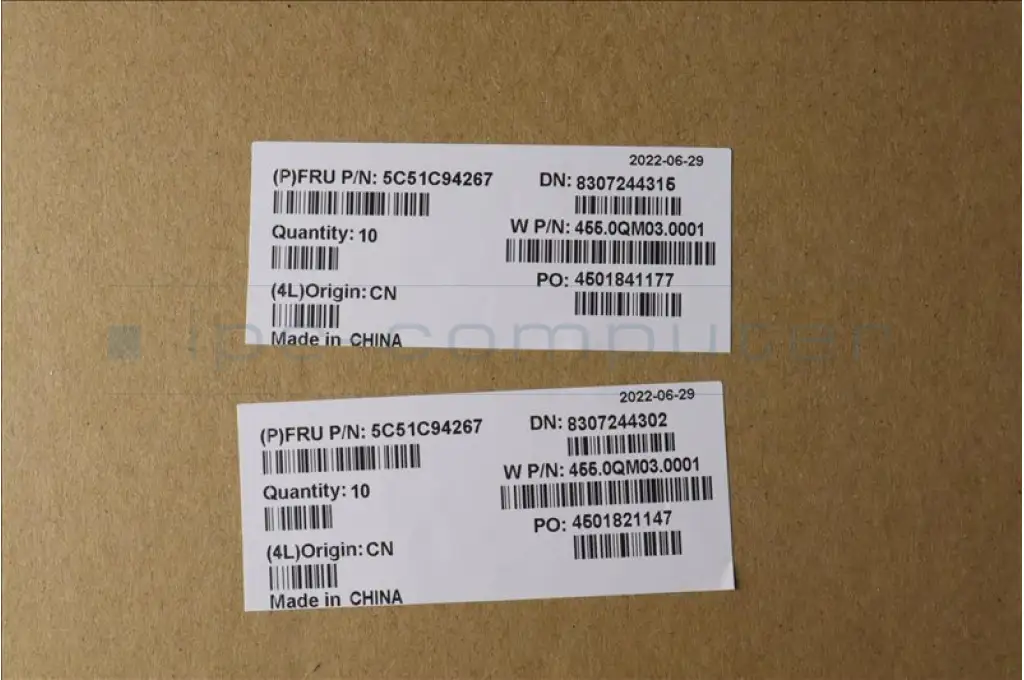 2022-06-29
(P)FRU P/N: 5C51C94267
DN: 8307244315
W P/N: 455.0QM03.0001
Quantity: 10
PO: 4501841177
(4L)Origin: CN
Made in CHINA
ipc-computer
2022-06-29
(P)FRU P/N: 5C51C94267
DN: 8307244302
W P/N: 455.0QM03.0001
Quantity: 10
PO: 4501821147
(4L)Origin: CN
Made in CHINA